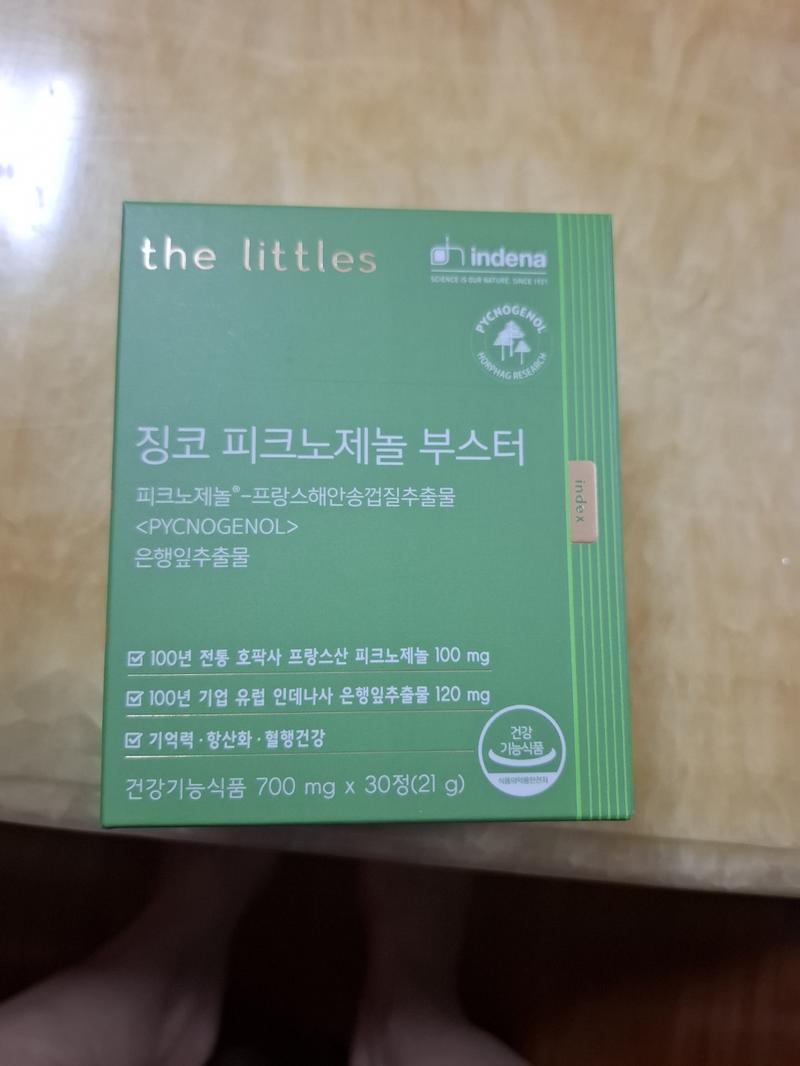 the littles
indena
SCIENCE IS OUR NATURE. SINCE 1921
PYCNOGENOL
HORPHAG RESEARCH
징코 피크노제놀 부스터
피크노제놀®-프랑스해안송껍질추출물
<PYCNOGENOL>
은행잎추출물
index
100년 전통 호팍사 프랑스산 피크노제놀 100 mg
100년 기업 유럽 인데나사 은행잎추출물 120 mg
기억력·항산화·혈행건강
건강
기능식품
식품의약품안전처
건강기능식품 700 mg x 30정(21 g)